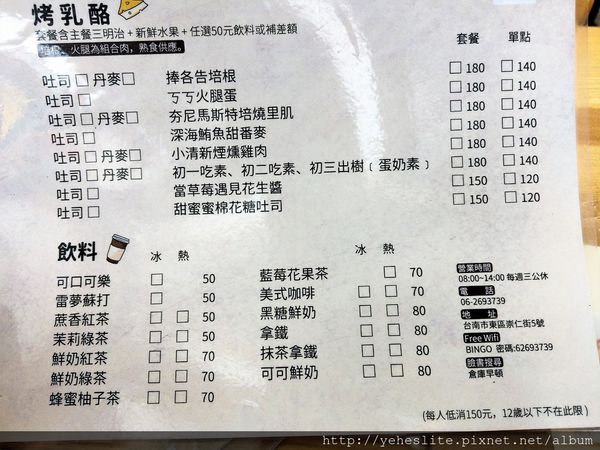 烤乳酪
套餐含主餐三明治 + 新鮮水果 + 任選50元飲料或補差額
火腿為組合肉，熟食供應。
套餐 單點
吐司□ 丹麥□ 捧各告培根 □ 180 □ 140
吐司□ ㄎㄎ火腿蛋 □ 180 □ 140
吐司□ 丹麥□ 夯尼馬斯特培燒里肌 □ 180 □ 140
吐司□ 深海鮪魚甜番麥 □ 180 □ 140
吐司□ 丹麥□ 小清新煙燻雞肉 □ 180 □ 140
吐司□ 丹麥□ 初一吃素、初二吃素、初三出樹﹝蛋奶素﹞ □ 180 □ 140
吐司□ 當草莓遇見花生醬 □ 150 □ 120
吐司□ 甜蜜蜜棉花糖吐司 □ 150 □ 120
飲料 冰 熱
可口可樂 □ 50
雷夢蘇打 □ 50
蔗香紅茶 □ □ 50
茉莉綠茶 □ □ 50
鮮奶紅茶 □ □ 70
鮮奶綠茶 □ □ 70
蜂蜜柚子茶 □ □ 70
冰 熱
藍莓花果茶 □ 70
美式咖啡 □ □ 70
黑糖鮮奶 □ □ 80
拿鐵 □ □ 80
抹茶拿鐵 □ □ 80
可可鮮奶 □ □ 80
營業時間
08:00~14:00 每週三公休
電 話
06-2693739
地 址
台南市東區崇仁街5號
Free Wifi
BINGO 密碼:62693739
臉書搜尋
倉庫早頓
(每人低消150元，12歲以下不在此限)
http://yeheslite.pixnet.net/album